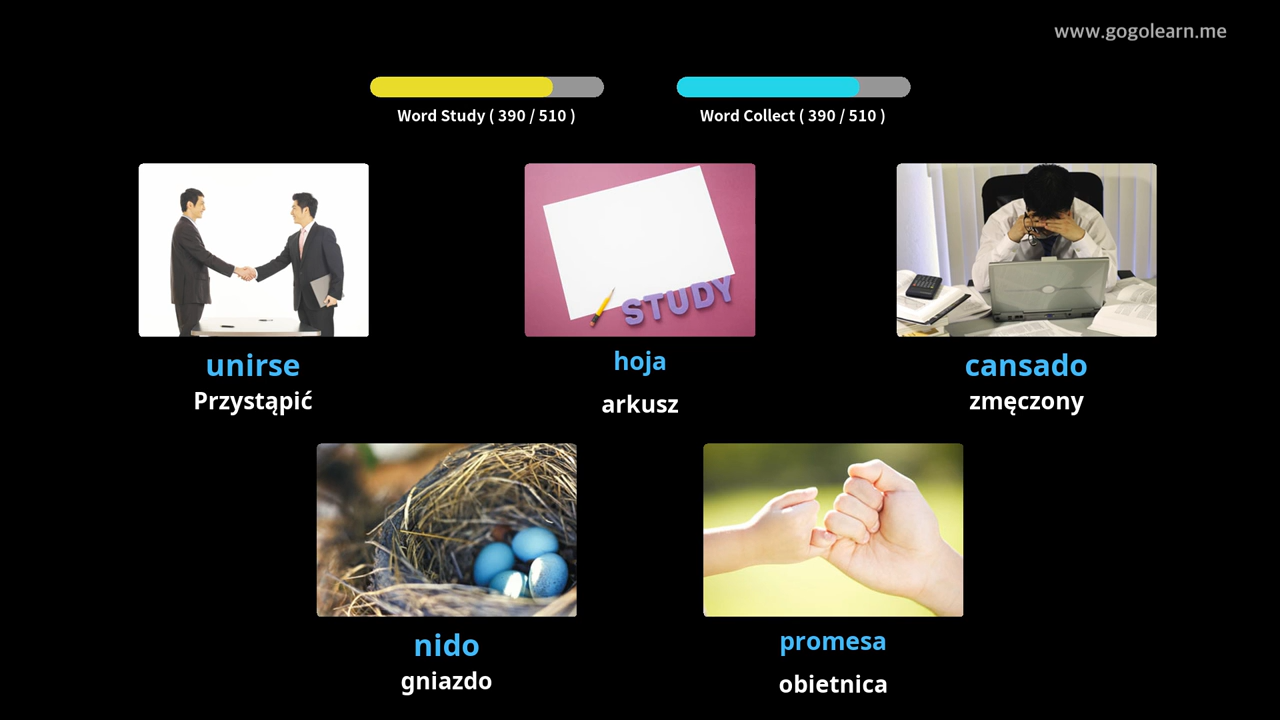 www.gogolearn.me
Word Study ( 390 / 510 )
Word Collect ( 390 / 510 )
STUDY
unirse
Przystąpić
hoja
arkusz
cansado
zmęczony
nido
gniazdo
promesa
obietnica